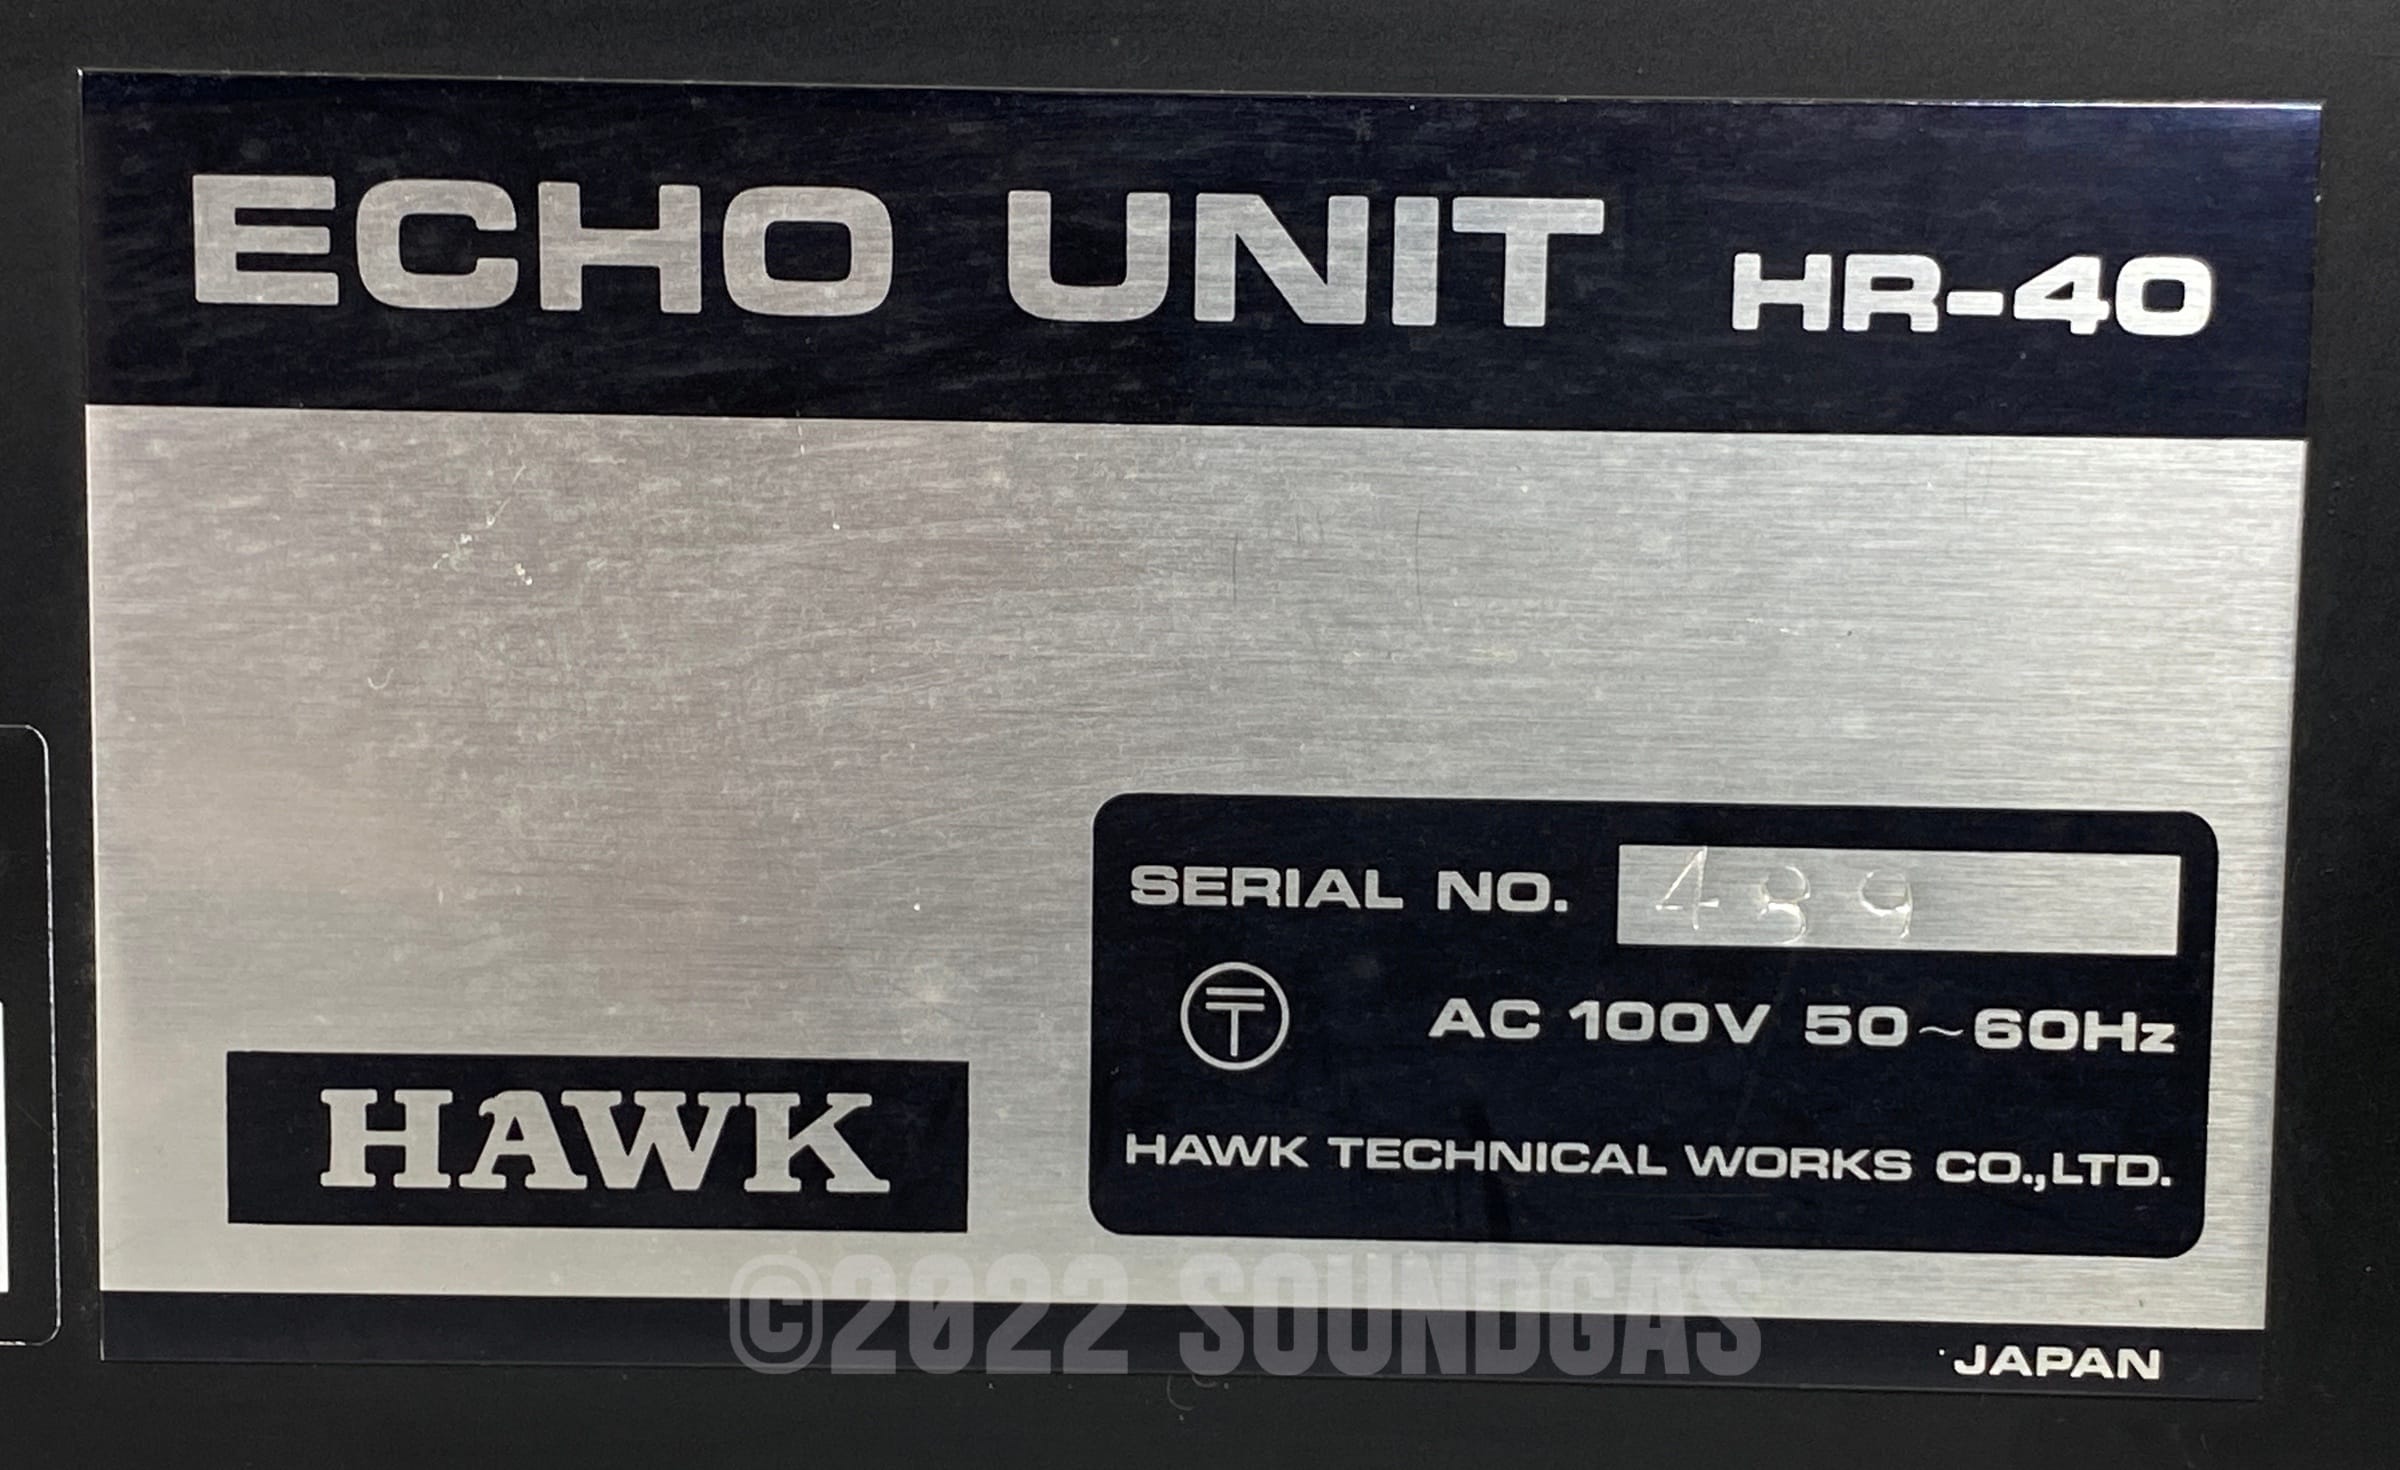 ECHO UNIT HR-40
SERIAL NO. 489
〒 AC 100V 50~60Hz
HAWK
HAWK TECHNICAL WORKS CO.,LTD.
©2022 SOUNDGAS
JAPAN